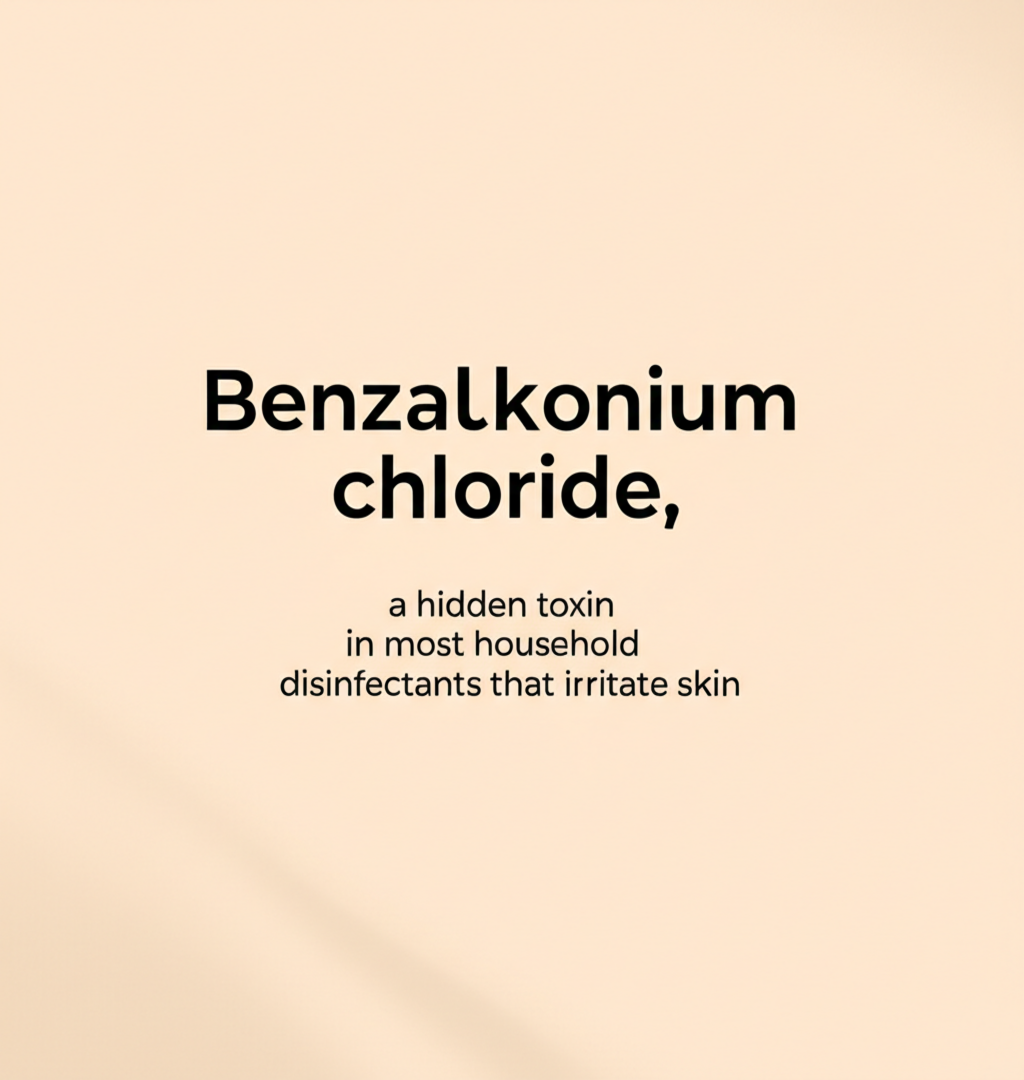 Benzalkonium
chloride,
a hidden toxin
in most household
disinfectants that irritate skin